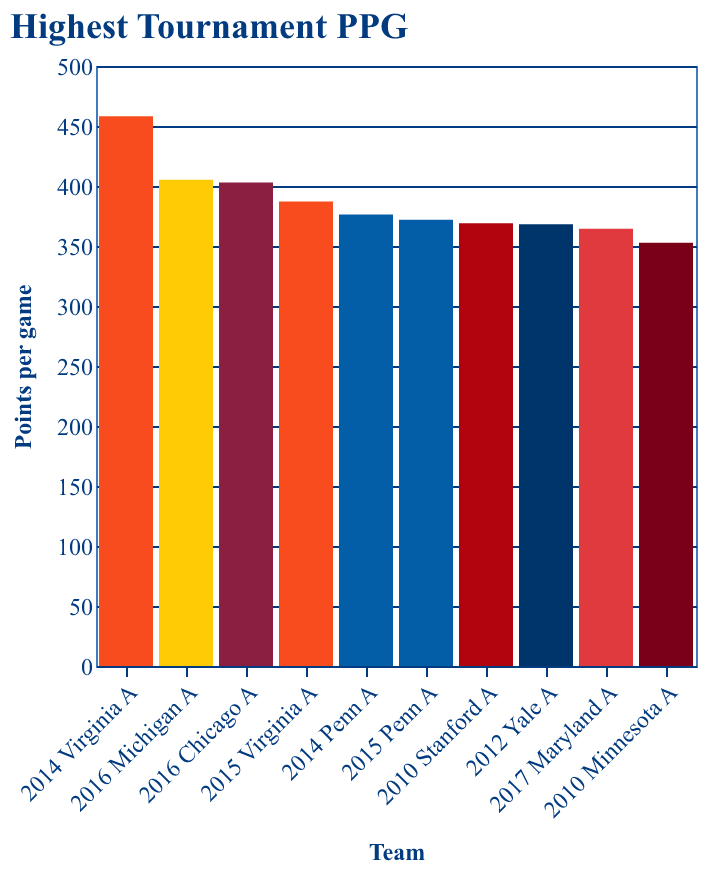 Highest Tournament PPG
500
450
400
350
300
250
200
150
100
50
0
Points per game
2014 Virginia A
2016 Michigan A
2016 Chicago A
2015 Virginia A
2014 Penn A
2015 Penn A
2010 Stanford A
2012 Yale A
2017 Maryland A
2010 Minnesota A
Team